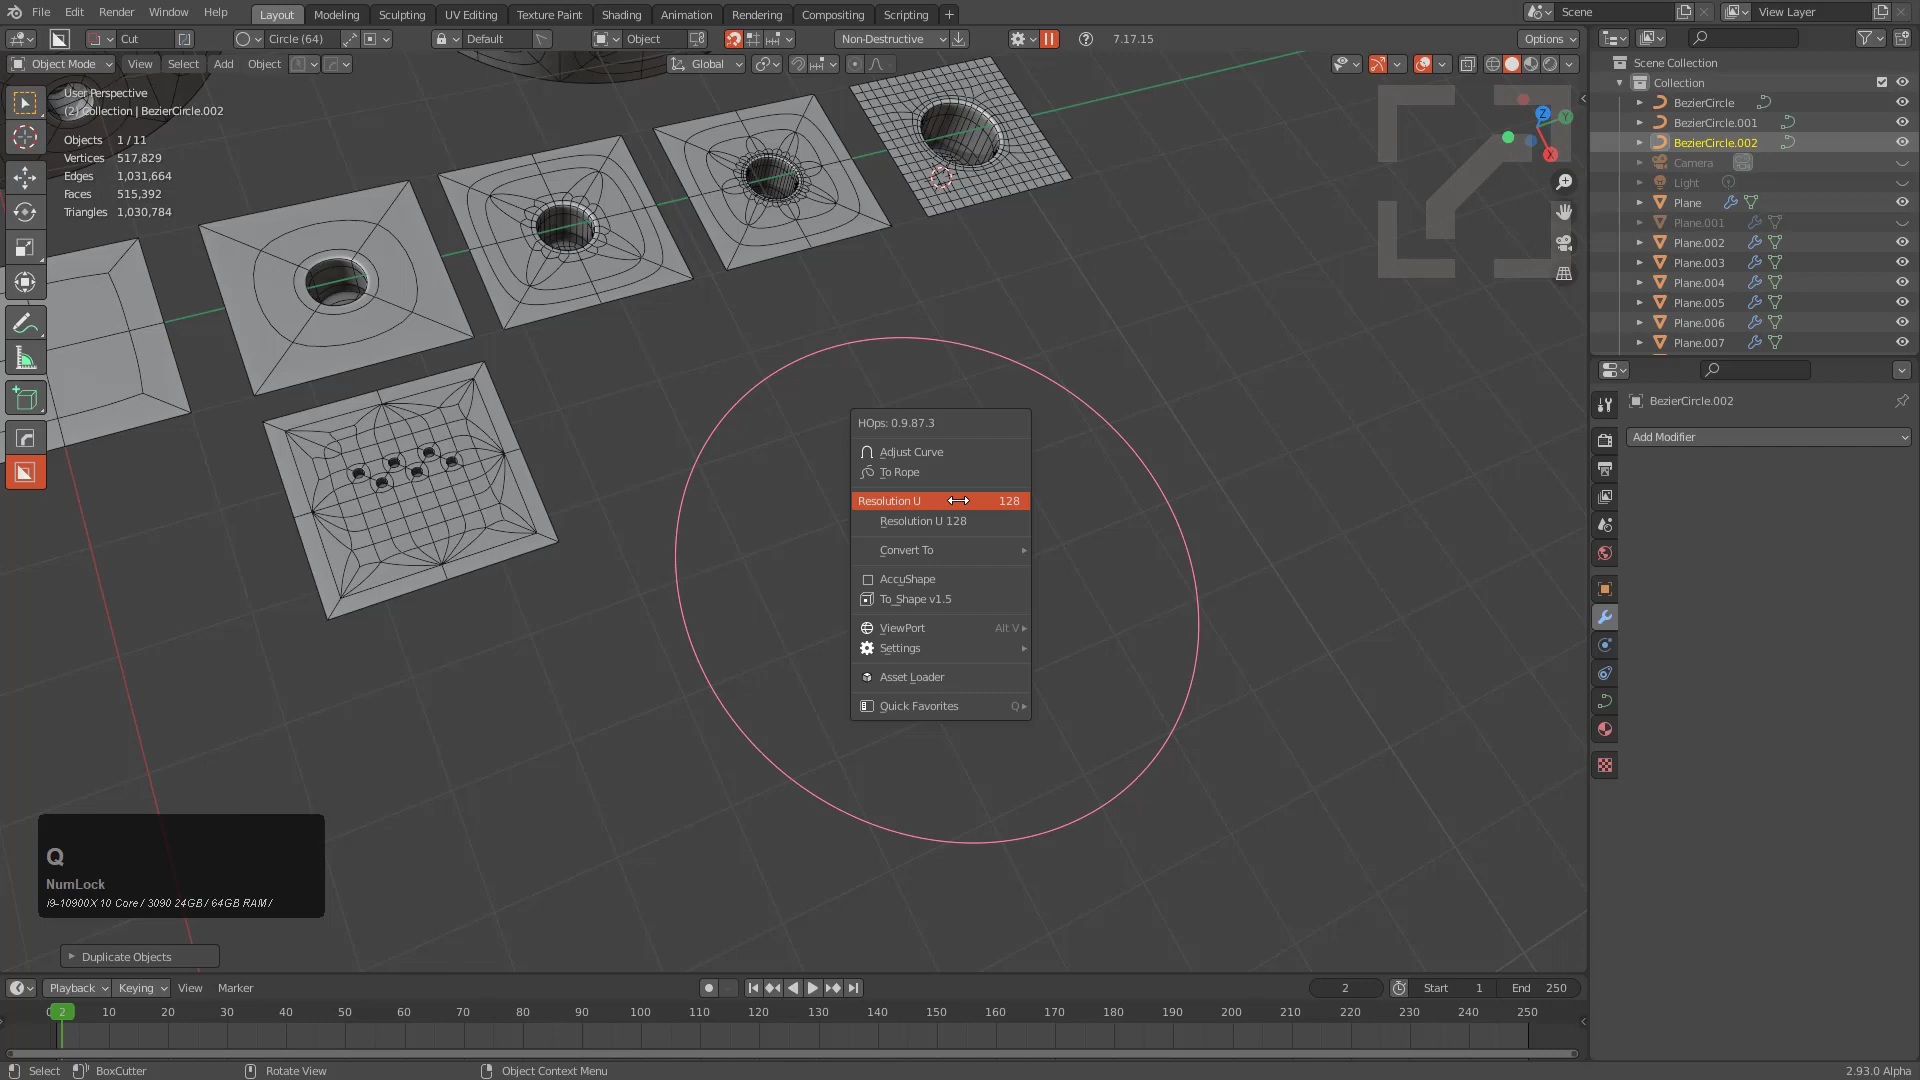 File Edit Render Window Help Layout Modeling Sculpting UV Editing Texture Paint Shading Animation Rendering Compositing Scripting + Scene View Layer
Cut Circle (64) Default Object Non-Destructive 7.17.15 Options
Object Mode View Select Add Object Global
User Perspective
(2) Collection | BezierCircle.002
Objects 1 / 11
Vertices 517,829
Edges 1,031,664
Faces 515,392
Triangles 1,030,784
Z
Y
X
Scene Collection
Collection
BezierCircle
BezierCircle.001
BezierCircle.002
Camera
Light
Plane
Plane.001
Plane.002
Plane.003
Plane.004
Plane.005
Plane.006
Plane.007
BezierCircle.002
Add Modifier
HOps: 0.9.87.3
Adjust Curve
To Rope
Resolution U 128
Resolution U 128
Convert To
AccuShape
To_Shape v1.5
ViewPort Alt V
Settings
Asset Loader
Quick Favorites Q
Q
NumLock
i9-10900X 10 Core / 3090 24GB / 64GB RAM /
Duplicate Objects
Playback Keying View Marker 2 Start 1 End 250
0 2 10 20 30 40 50 60 70 80 90 100 110 120 130 140 150 160 170 180 190 200 210 220 230 240 250
Select BoxCutter Rotate View Object Context Menu 2.93.0 Alpha